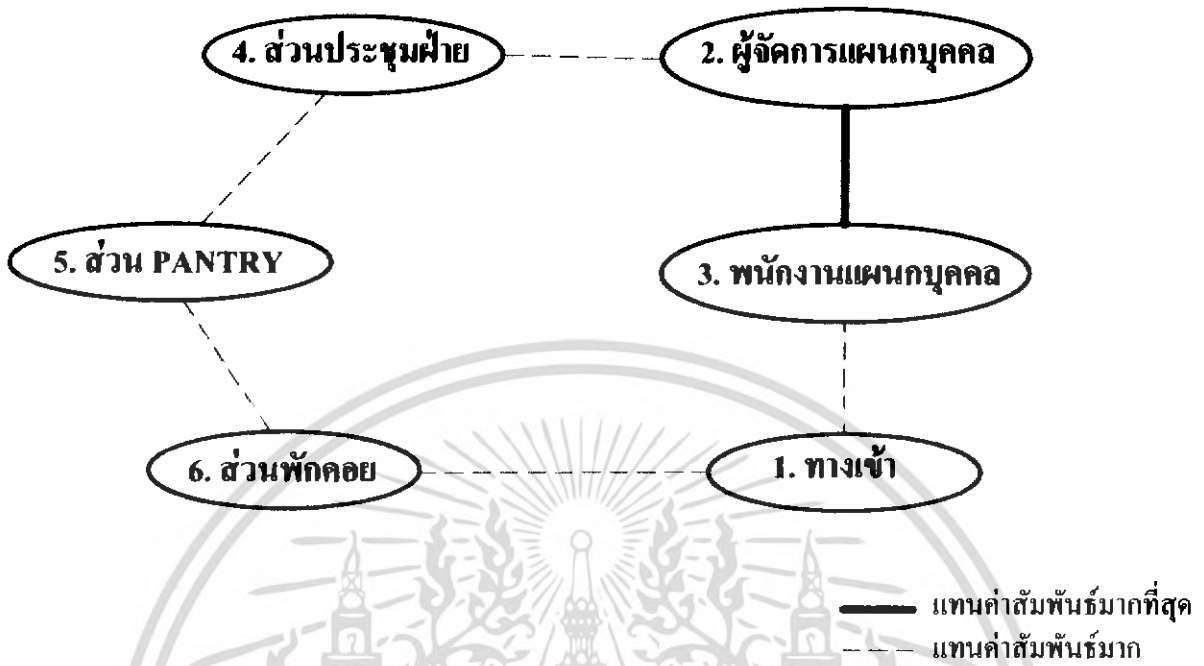 4. ส่วนประชุมฝ่าย
2. ผู้จัดการแผนกบุคคล
5. ส่วน PANTRY
3. พนักงานแผนกบุคคล
6. ส่วนพักคอย
1. ทางเข้า
แทนค่าสัมพันธ์มากที่สุด
แทนค่าสัมพันธ์มาก